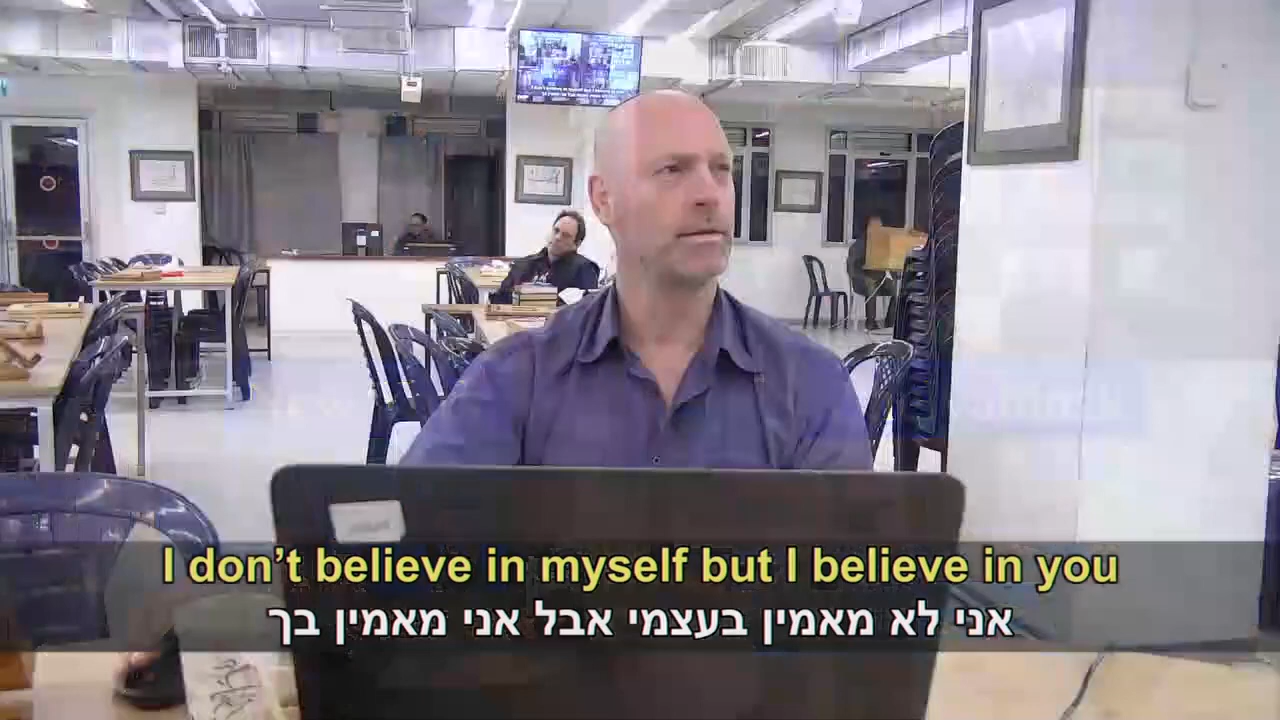 I don't believe in myself but I believe in you
אני לא מאמין בעצמי אבל אני מאמין בך